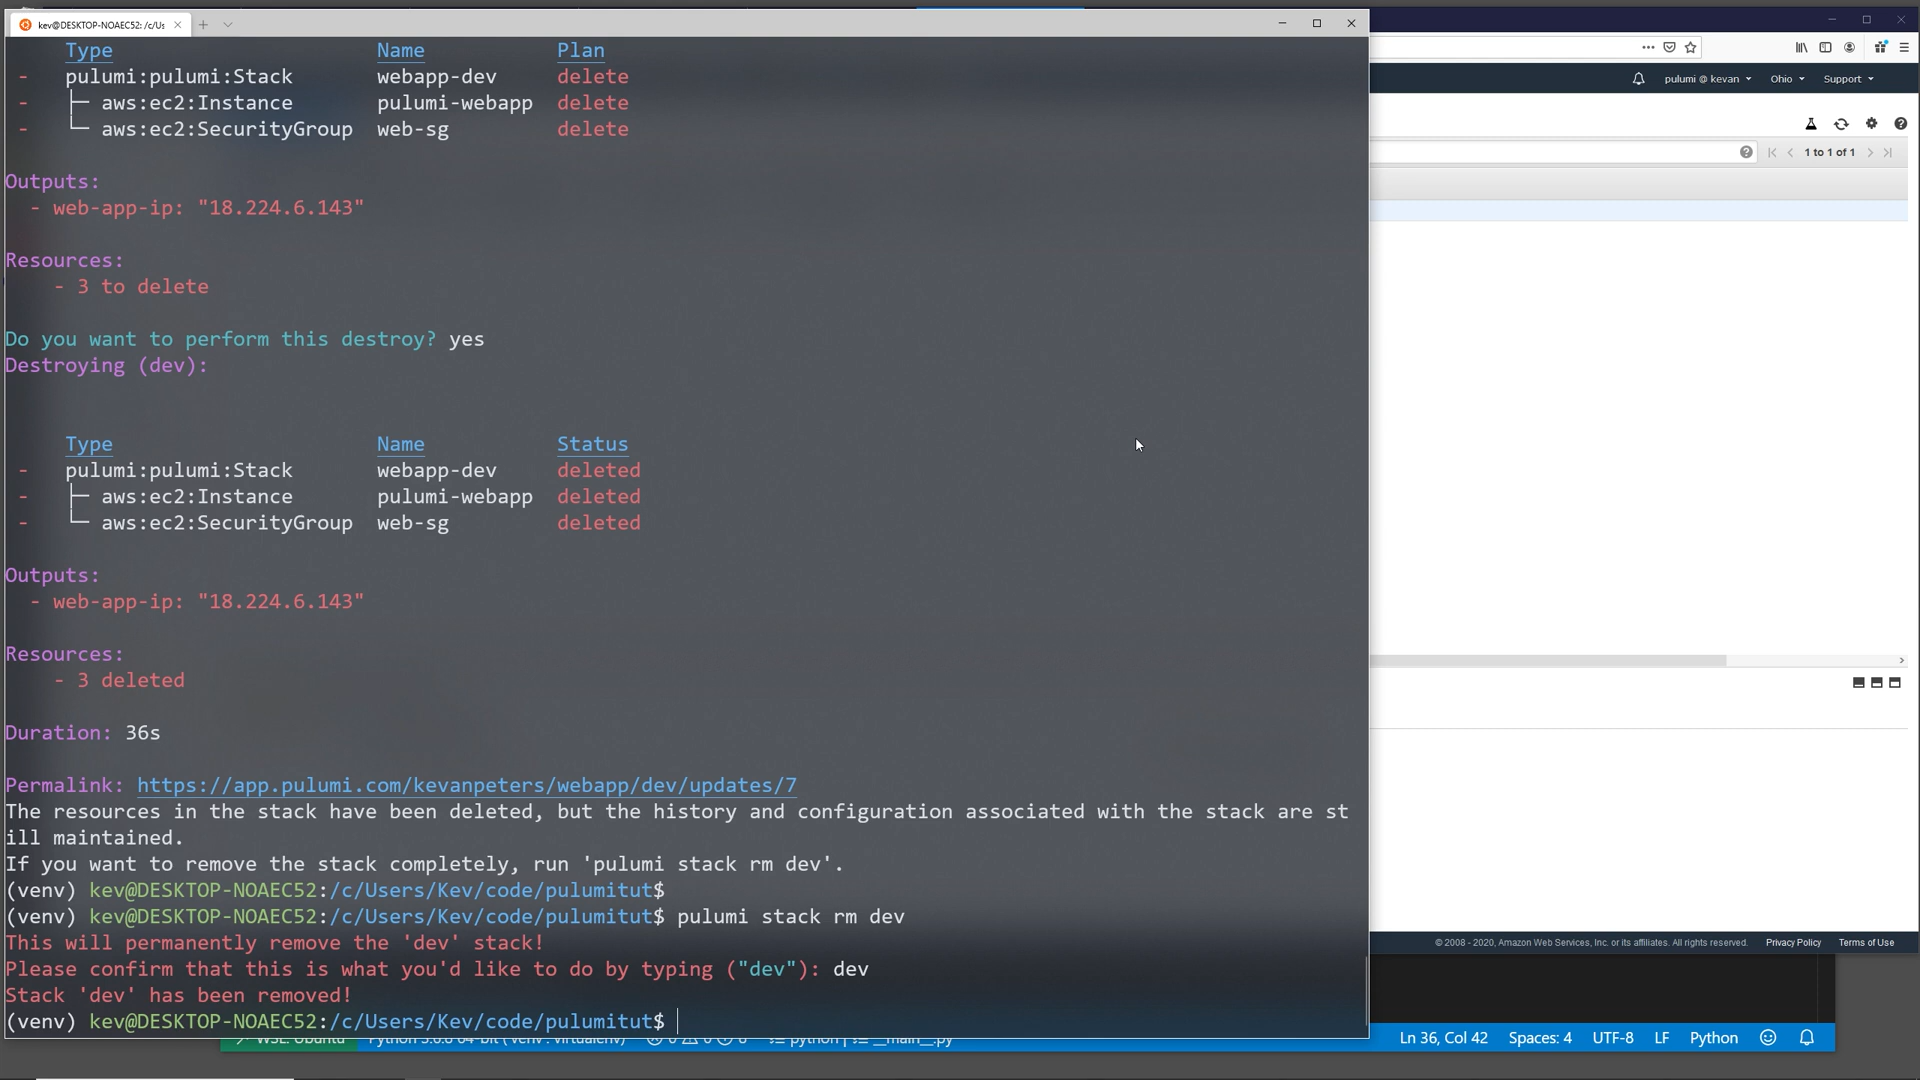 kev@DESKTOP-NOAEC52: /c/Us
Type Name Plan
- pulumi:pulumi:Stack webapp-dev delete
- ├─ aws:ec2:Instance pulumi-webapp delete
- └─ aws:ec2:SecurityGroup web-sg delete
Outputs:
- web-app-ip: "18.224.6.143"
Resources:
- 3 to delete
Do you want to perform this destroy? yes
Destroying (dev):
Type Name Status
- pulumi:pulumi:Stack webapp-dev deleted
- ├─ aws:ec2:Instance pulumi-webapp deleted
- └─ aws:ec2:SecurityGroup web-sg deleted
Outputs:
- web-app-ip: "18.224.6.143"
Resources:
- 3 deleted
Duration: 36s
Permalink: https://app.pulumi.com/kevanpeters/webapp/dev/updates/7
The resources in the stack have been deleted, but the history and configuration associated with the stack are st
ill maintained.
If you want to remove the stack completely, run 'pulumi stack rm dev'.
(venv) kev@DESKTOP-NOAEC52:/c/Users/Kev/code/pulumitut$
(venv) kev@DESKTOP-NOAEC52:/c/Users/Kev/code/pulumitut$ pulumi stack rm dev
This will permanently remove the 'dev' stack!
Please confirm that this is what you'd like to do by typing ("dev"): dev
Stack 'dev' has been removed!
(venv) kev@DESKTOP-NOAEC52:/c/Users/Kev/code/pulumitut$
pulumi @ kevan Ohio Support
1 to 1 of 1
© 2008 - 2020, Amazon Web Services, Inc. or its affiliates. All rights reserved. Privacy Policy Terms of Use
Ln 36, Col 42 Spaces: 4 UTF-8 LF Python